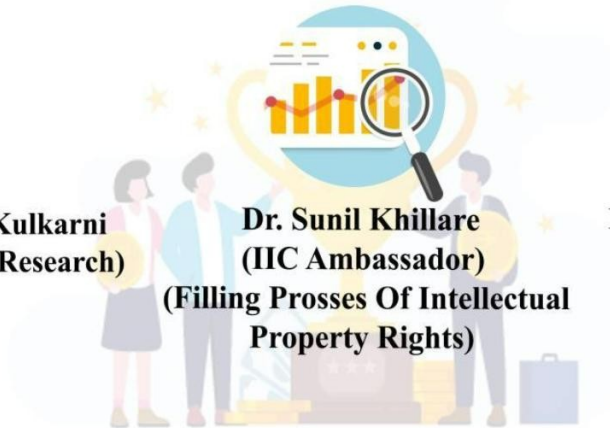 Kulkarni
Research)
Dr. Sunil Khillare
(IIC Ambassador)
(Filling Prosses Of Intellectual
Property Rights)